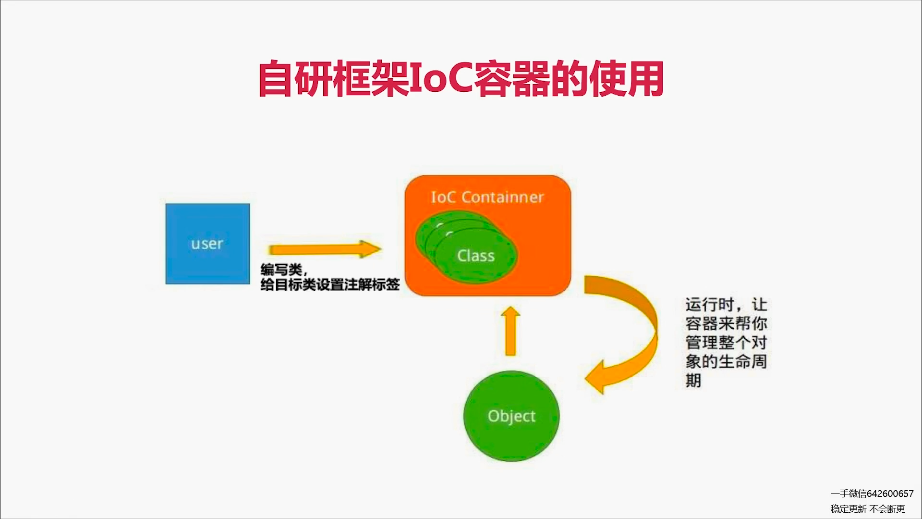 自研框架IoC容器的使用
IoC Containner
user
Class
编写类，
给目标类设置注解标签
运行时，让
容器来帮你
管理整个对
象的生命周
期
Object
一手微信642600657
稳定更新 不会断更